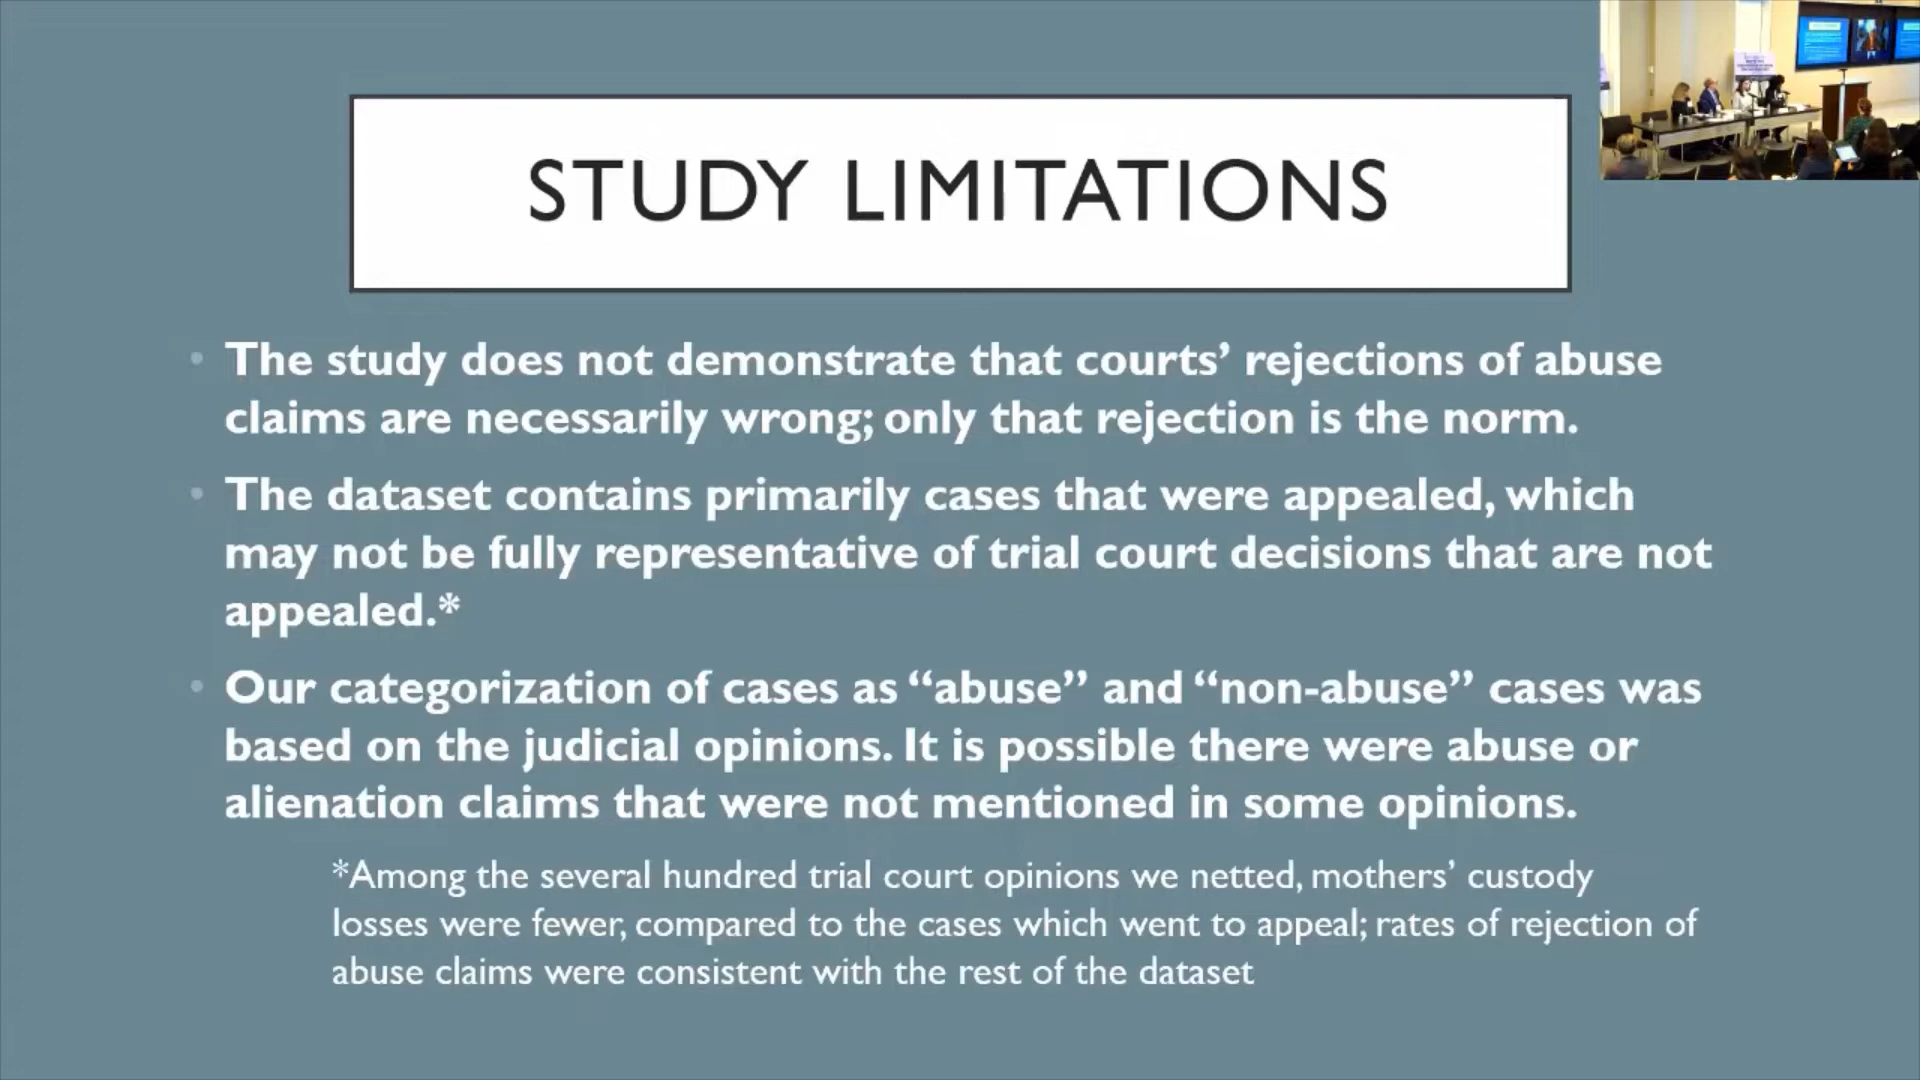 STUDY LIMITATIONS
• The study does not demonstrate that courts’ rejections of abuse
claims are necessarily wrong; only that rejection is the norm.
• The dataset contains primarily cases that were appealed, which
may not be fully representative of trial court decisions that are not
appealed.*
• Our categorization of cases as “abuse” and “non-abuse” cases was
based on the judicial opinions. It is possible there were abuse or
alienation claims that were not mentioned in some opinions.
*Among the several hundred trial court opinions we netted, mothers’ custody
losses were fewer, compared to the cases which went to appeal; rates of rejection of
abuse claims were consistent with the rest of the dataset